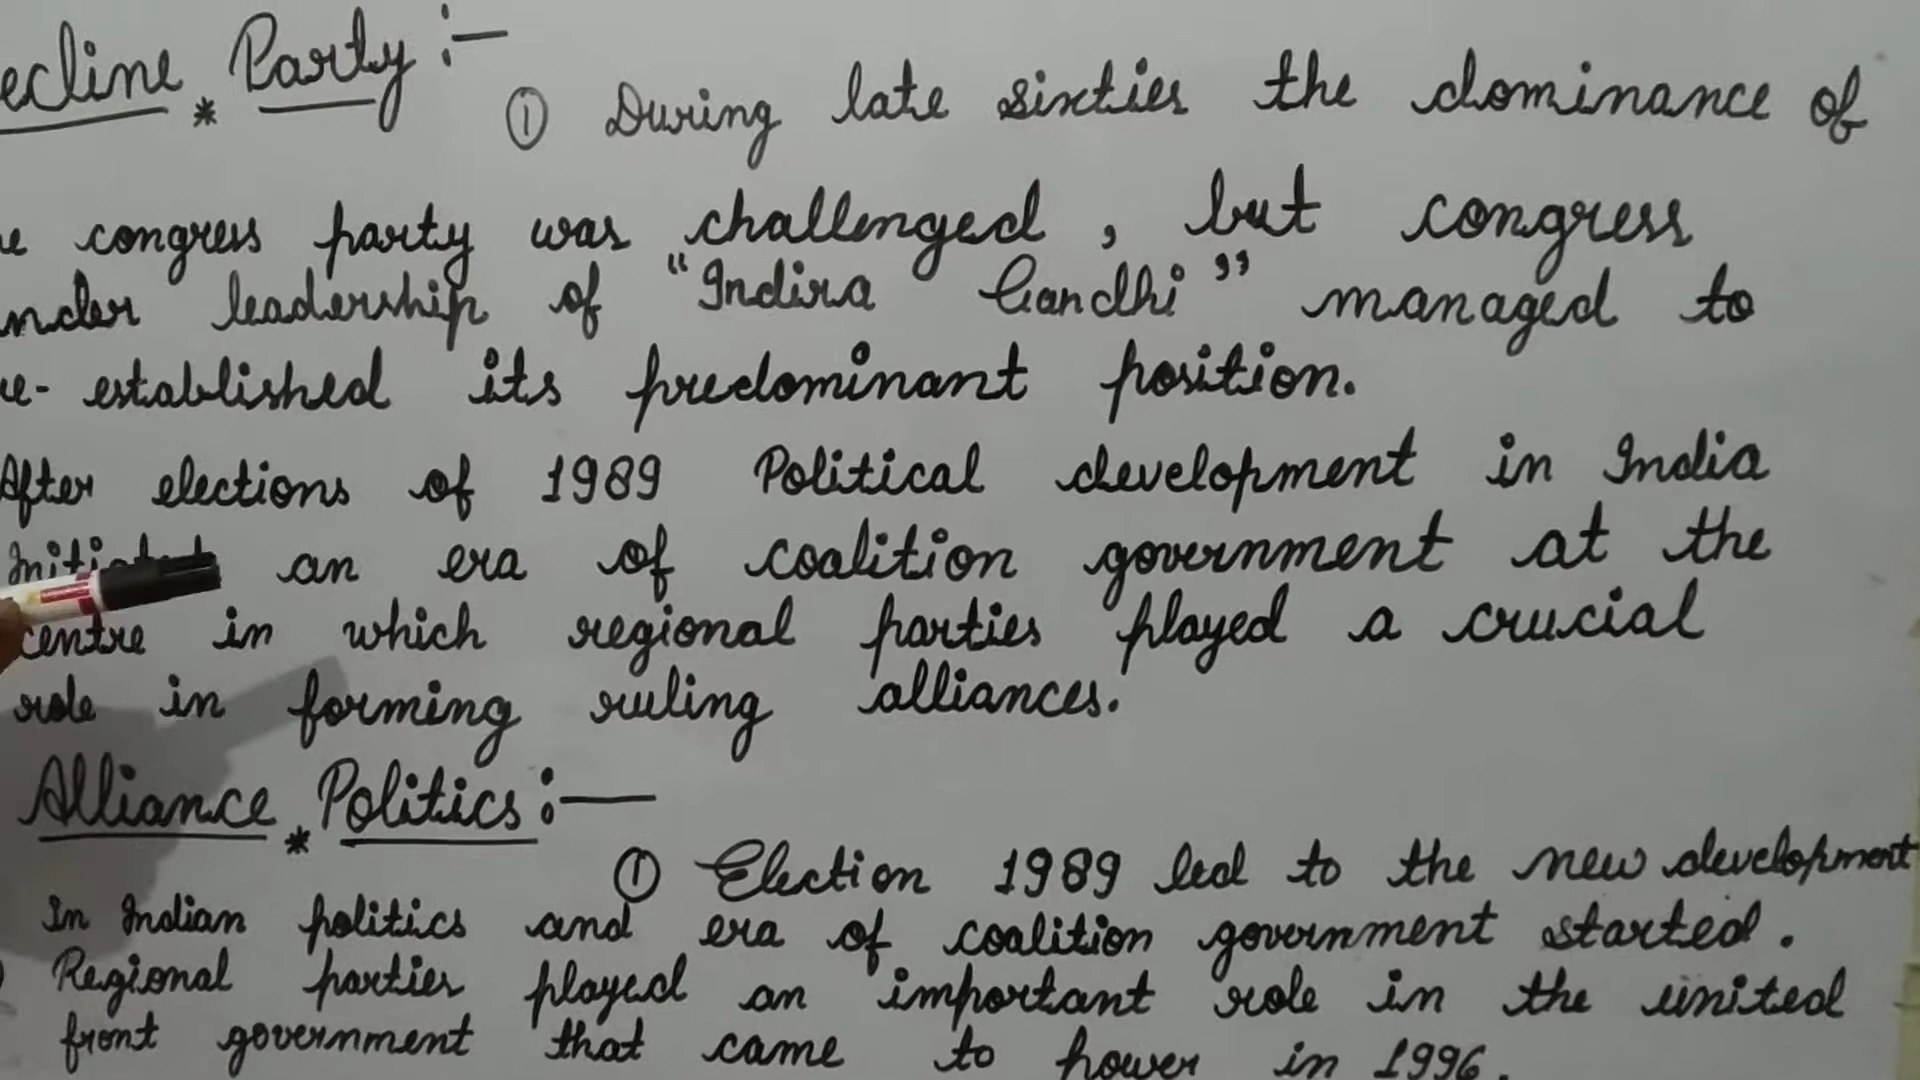 ecline * Party :-
① During late sixties the dominance of
e congress party was challenged, but congress
nder leadership of "Indira Gandhi" managed to
re-established its predominant position.
After elections of 1989 Political development in India
an era of coalition government at the
centre in which regional parties played a crucial
role in forming ruling alliances.
Alliance * Politics :-
① Election 1989 led to the new development
In Indian politics and era of coalition government started.
Regional parties played an important role in the united
front government that came to power in 1996.